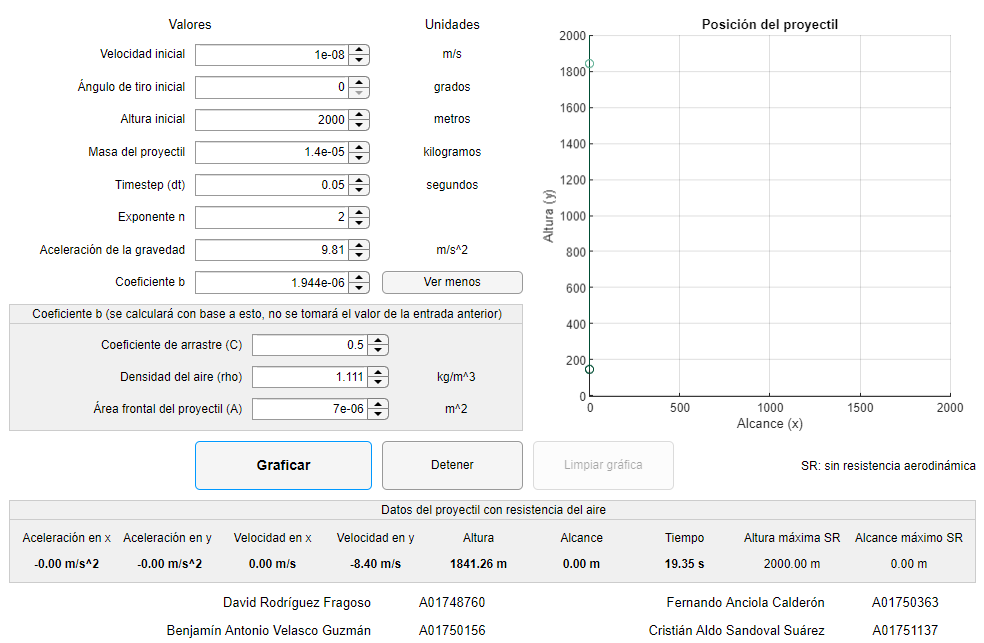 Valores Unidades
Velocidad inicial 1e-08 m/s
Ángulo de tiro inicial 0 grados
Altura inicial 2000 metros
Masa del proyectil 1.4e-05 kilogramos
Timestep (dt) 0.05 segundos
Exponente n 2
Aceleración de la gravedad 9.81 m/s^2
Coeficiente b 1.944e-06 Ver menos
Coeficiente b (se calculará con base a esto, no se tomará el valor de la entrada anterior)
Coeficiente de arrastre (C) 0.5
Densidad del aire (rho) 1.111 kg/m^3
Área frontal del proyectil (A) 7e-06 m^2
Posición del proyectil
2000
1800
1600
1400
1200
1000
800
600
400
200
0
Altura (y)
0 500 1000 1500 2000
Alcance (x)
Graficar Detener Limpiar gráfica SR: sin resistencia aerodinámica
Datos del proyectil con resistencia del aire
Aceleración en x Aceleración en y Velocidad en x Velocidad en y Altura Alcance Tiempo Altura máxima SR Alcance máximo SR
-0.00 m/s^2 -0.00 m/s^2 0.00 m/s -8.40 m/s 1841.26 m 0.00 m 19.35 s 2000.00 m 0.00 m
David Rodríguez Fragoso A01748760 Fernando Anciola Calderón A01750363
Benjamín Antonio Velasco Guzmán A01750156 Cristián Aldo Sandoval Suárez A01751137